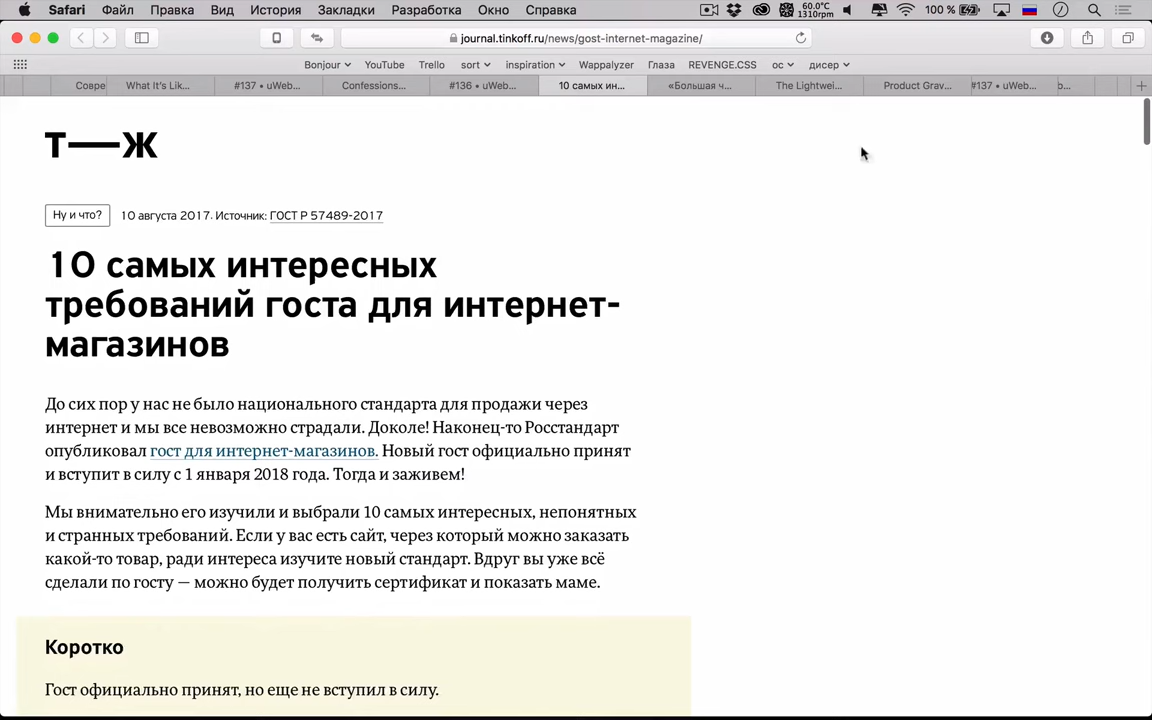 Safari Файл Правка Вид История Закладки Разработка Окно Справка 60.0°C 1310rpm 100 %
journal.tinkoff.ru/news/gost-internet-magazine/
Bonjour YouTube Trello sort inspiration Wappalyzer Глаза REVENGE.CSS ос дисер
Совре What It's Lik... #137 • uWeb... Confessions... #136 • uWeb... 10 самых ин... «Большая ч... The Lightwei... Product Grav... #137 • uWeb... b...
Т—Ж
Ну и что? 10 августа 2017. Источник: ГОСТ Р 57489-2017
10 самых интересных
требований госта для интернет-
магазинов
До сих пор у нас не было национального стандарта для продажи через
интернет и мы все невозможно страдали. Доколе! Наконец-то Росстандарт
опубликовал гост для интернет-магазинов. Новый гост официально принят
и вступит в силу с 1 января 2018 года. Тогда и заживем!
Мы внимательно его изучили и выбрали 10 самых интересных, непонятных
и странных требований. Если у вас есть сайт, через который можно заказать
какой-то товар, ради интереса изучите новый стандарт. Вдруг вы уже всё
сделали по госту — можно будет получить сертификат и показать маме.
Коротко
Гост официально принят, но еще не вступил в силу.